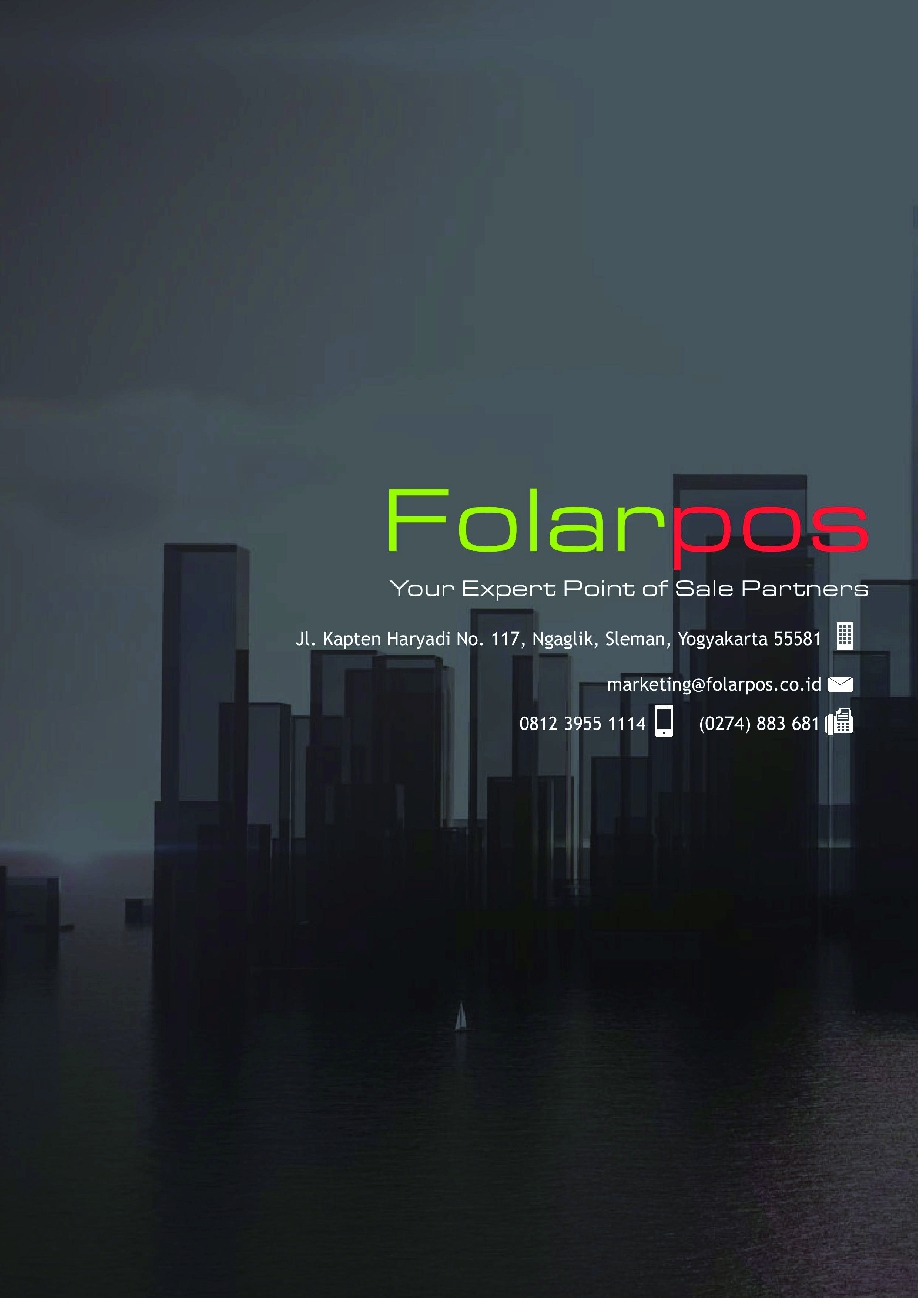 Folarpos
Your Expert Point of Sale Partners
Jl. Kapten Haryadi No. 117, Ngaglik, Sleman, Yogyakarta 55581
marketing@folarpos.co.id
0812 3955 1114 (0274) 883 681